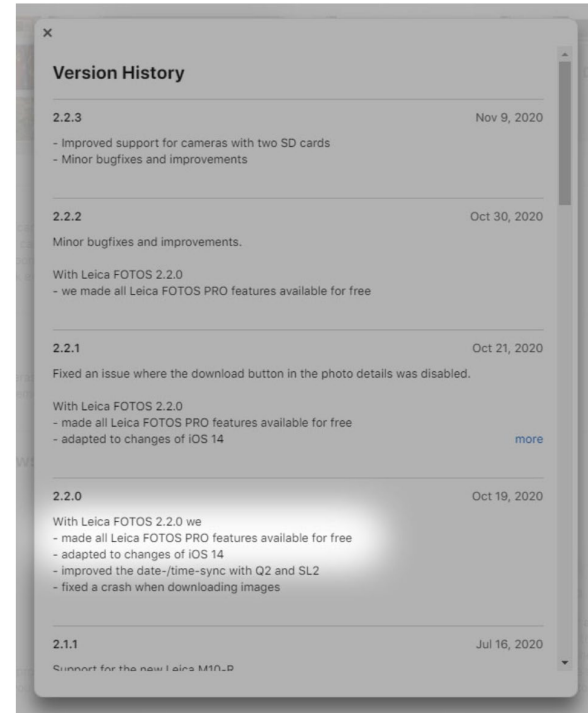 ×
Version History
2.2.3 Nov 9, 2020
- Improved support for cameras with two SD cards
- Minor bugfixes and improvements
2.2.2 Oct 30, 2020
Minor bugfixes and improvements.
With Leica FOTOS 2.2.0
- we made all Leica FOTOS PRO features available for free
2.2.1 Oct 21, 2020
Fixed an issue where the download button in the photo details was disabled.
With Leica FOTOS 2.2.0
- made all Leica FOTOS PRO features available for free
- adapted to changes of iOS 14 more
2.2.0 Oct 19, 2020
With Leica FOTOS 2.2.0 we
- made all Leica FOTOS PRO features available for free
- adapted to changes of iOS 14
- improved the date-/time-sync with Q2 and SL2
- fixed a crash when downloading images
2.1.1 Jul 16, 2020
Support for the new Leica M10-R